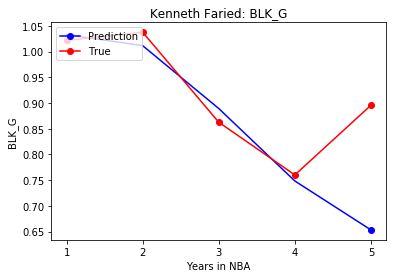 Kenneth Faried: BLK_G
Prediction
True
1.05
1.00
0.95
0.90
0.85
0.80
0.75
0.70
0.65
BLK_G
1 2 3 4 5
Years in NBA